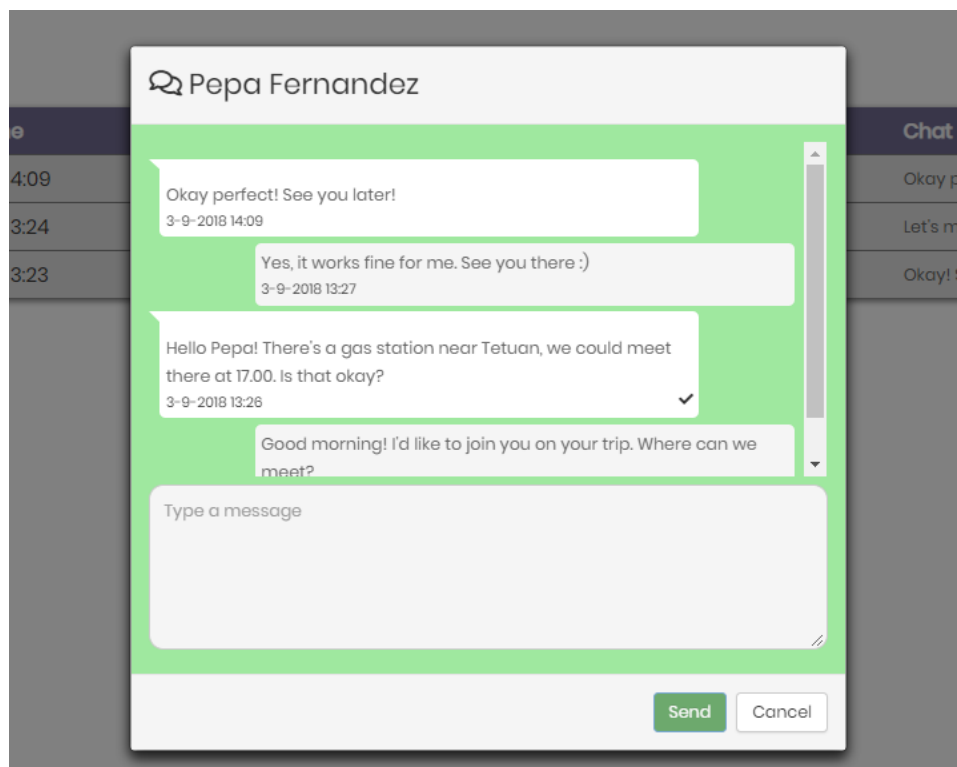 Pepa Fernandez
Chat
4:09
Okay
3:24
Let's
3:23
Okay!
Okay perfect! See you later!
3-9-2018 14:09
Yes, it works fine for me. See you there :)
3-9-2018 13:27
Hello Pepa! There's a gas station near Tetuan, we could meet
there at 17.00. Is that okay?
3-9-2018 13:26
Good morning! I'd like to join you on your trip. Where can we
meet?
Type a message
Send
Cancel